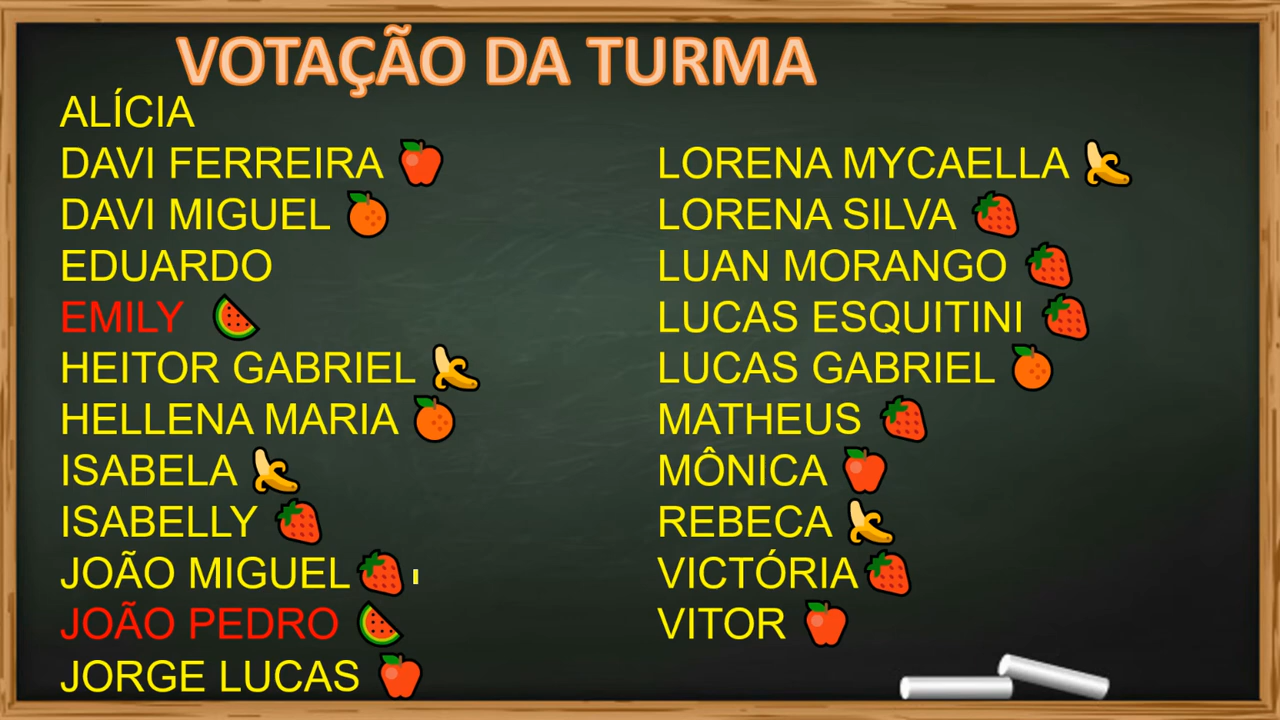 VOTAÇÃO DA TURMA
ALÍCIA
DAVI FERREIRA
DAVI MIGUEL
EDUARDO
EMILY
HEITOR GABRIEL
HELLENA MARIA
ISABELA
ISABELLY
JOÃO MIGUEL
JOÃO PEDRO
JORGE LUCAS
LORENA MYCAELLA
LORENA SILVA
LUAN MORANGO
LUCAS ESQUITINI
LUCAS GABRIEL
MATHEUS
MÔNICA
REBECA
VICTÓRIA
VITOR